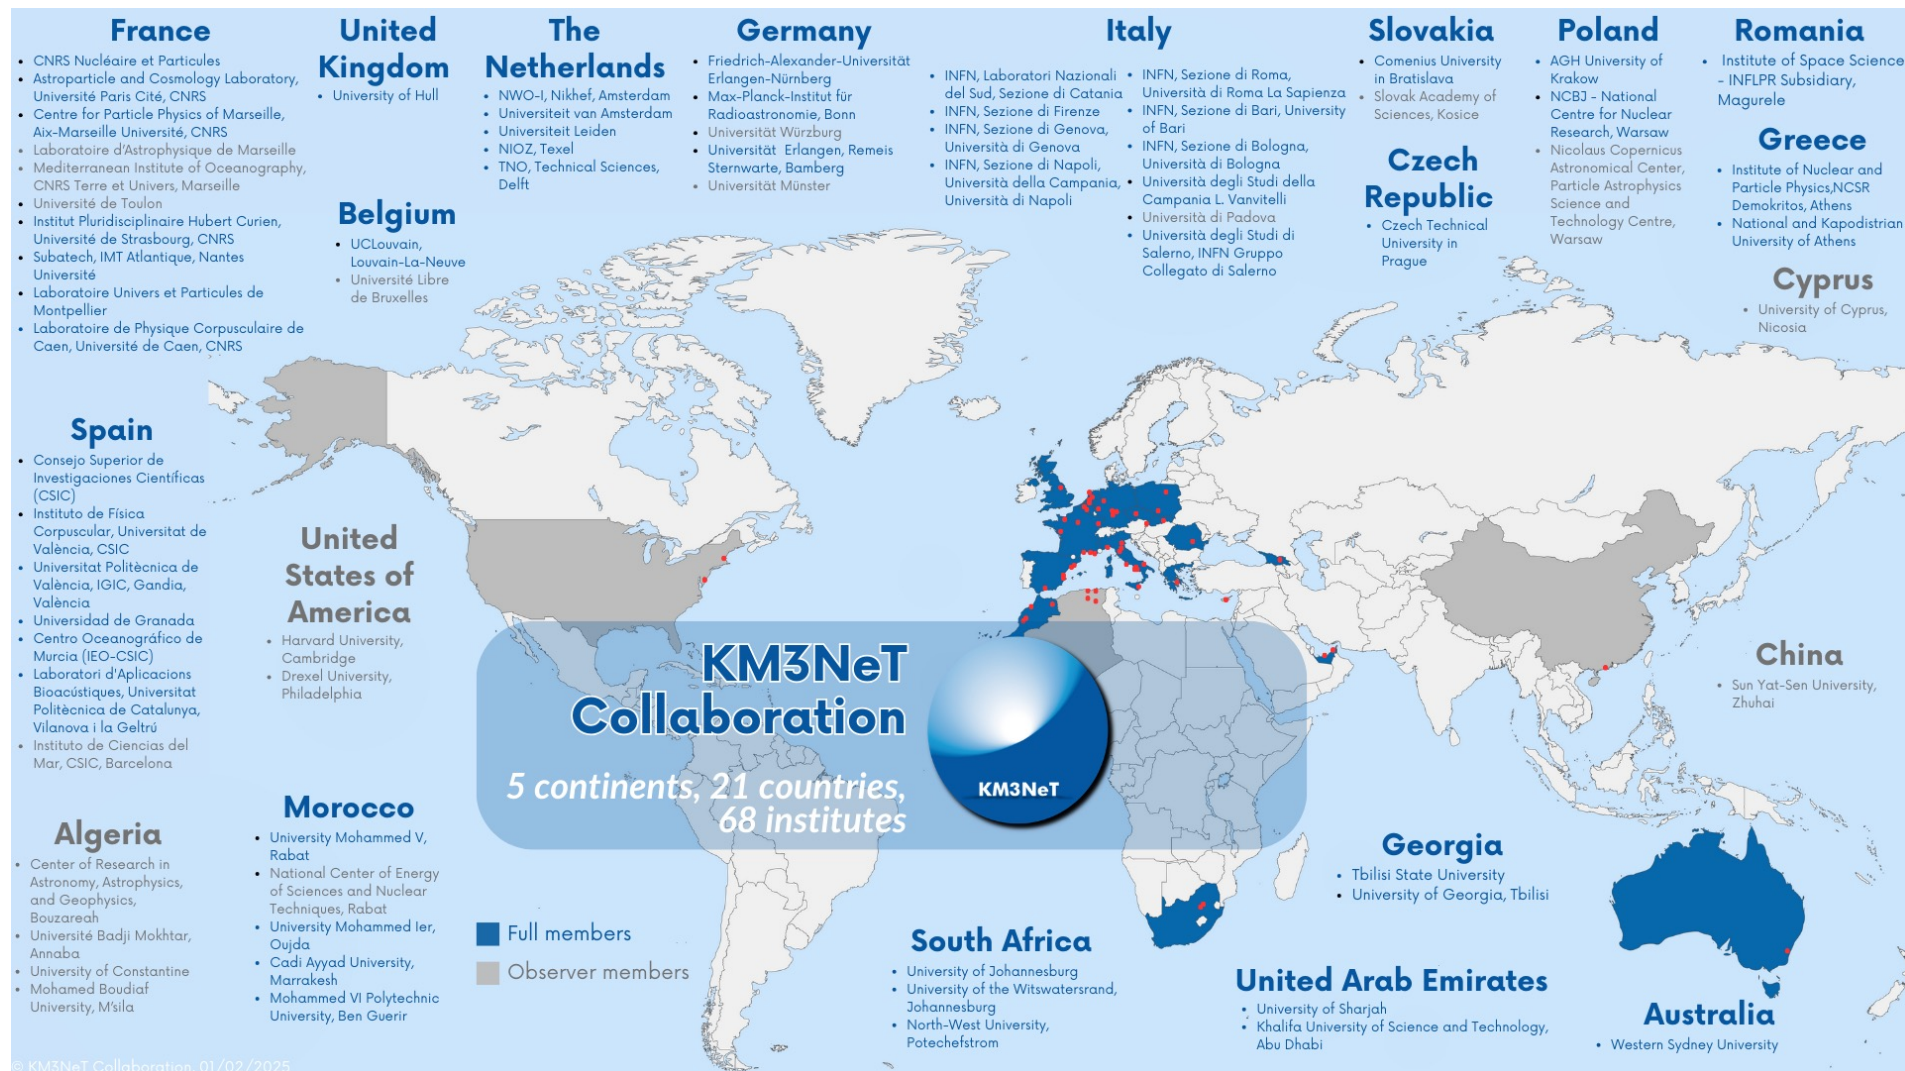 France
• CNRS Nucléaire et Particules
• Astroparticle and Cosmology Laboratory,
Université Paris Cité, CNRS
• Centre for Particle Physics of Marseille,
Aix-Marseille Université, CNRS
• Laboratoire d'Astrophysique de Marseille
• Mediterranean Institute of Oceanography,
CNRS Terre et Univers, Marseille
• Université de Toulon
• Institut Pluridisciplinaire Hubert Curien,
Université de Strasbourg, CNRS
• Subatech, IMT Atlantique, Nantes
Université
• Laboratoire Univers et Particules de
Montpellier
• Laboratoire de Physique Corpusculaire de
Caen, Université de Caen, CNRS
United
Kingdom
• University of Hull
Belgium
• UCLouvain,
Louvain-La-Neuve
• Université Libre
de Bruxelles
The
Netherlands
• NWO-I, Nikhef, Amsterdam
• Universiteit van Amsterdam
• Universiteit Leiden
• NIOZ, Texel
• TNO, Technical Sciences,
Delft
Germany
• Friedrich-Alexander-Universität
Erlangen-Nürnberg
• Max-Planck-Institut für
Radioastronomie, Bonn
• Universität Würzburg
• Universität Erlangen, Remeis
Sternwarte, Bamberg
• Universität Münster
Italy
• INFN, Laboratori Nazionali
del Sud, Sezione di Catania
• INFN, Sezione di Firenze
• INFN, Sezione di Genova,
Università di Genova
• INFN, Sezione di Napoli,
Università della Campania,
Università di Napoli
• INFN, Sezione di Roma,
Università di Roma La Sapienza
• INFN, Sezione di Bari, University
of Bari
• INFN, Sezione di Bologna,
Università di Bologna
• Università degli Studi della
Campania L. Vanvitelli
• Università di Padova
• Università degli Studi di
Salerno, INFN Gruppo
Collegato di Salerno
Slovakia
• Comenius University
in Bratislava
• Slovak Academy of
Sciences, Kosice
Czech
Republic
• Czech Technical
University in
Prague
Poland
• AGH University of
Krakow
• NCBJ - National
Centre for Nuclear
Research, Warsaw
• Nicolaus Copernicus
Astronomical Center,
Particle Astrophysics
Science and
Technology Centre,
Warsaw
Romania
• Institute of Space Science
- INFLPR Subsidiary,
Magurele
Greece
• Institute of Nuclear and
Particle Physics,NCSR
Demokritos, Athens
• National and Kapodistrian
University of Athens
Cyprus
• University of Cyprus,
Nicosia
Spain
• Consejo Superior de
Investigaciones Científicas
(CSIC)
• Instituto de Física
Corpuscular, Universitat de
València, CSIC
• Universitat Politècnica de
València, IGIC, Gandia,
València
• Universidad de Granada
• Centro Oceanográfico de
Murcia (IEO-CSIC)
• Laboratori d'Aplicacions
Bioacústiques, Universitat
Politècnica de Catalunya,
Vilanova i la Geltrú
• Instituto de Ciencias del
Mar, CSIC, Barcelona
United
States of
America
• Harvard University,
Cambridge
• Drexel University,
Philadelphia
KM3NeT
Collaboration
5 continents, 21 countries,
68 institutes
KM3NeT
China
• Sun Yat-Sen University,
Zhuhai
Algeria
• Center of Research in
Astronomy, Astrophysics,
and Geophysics,
Bouzareah
• Université Badji Mokhtar,
Annaba
• University of Constantine
• Mohamed Boudiaf
University, M'sila
Morocco
• University Mohammed V,
Rabat
• National Center of Energy
of Sciences and Nuclear
Techniques, Rabat
• University Mohammed Ier,
Oujda
• Cadi Ayyad University,
Marrakesh
• Mohammed VI Polytechnic
University, Ben Guerir
Full members
Observer members
South Africa
• University of Johannesburg
• University of the Witswatersrand,
Johannesburg
• North-West University,
Potechefstrom
Georgia
• Tbilisi State University
• University of Georgia, Tbilisi
United Arab Emirates
• University of Sharjah
• Khalifa University of Science and Technology,
Abu Dhabi
Australia
• Western Sydney University
© KM3NeT Collaboration 01/02/2025